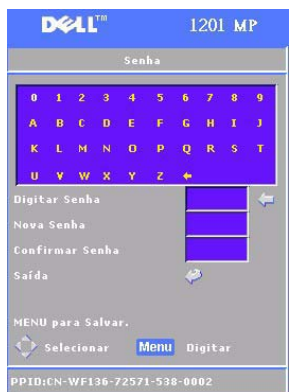 DELL™ 1201 MP
Senha
0 1 2 3 4 5 6 7 8 9
A B C D E F G H I J
K L M N O P Q R S T
U V W X Y Z ←
Digitar Senha
Nova Senha
Confirmar Senha
Saída
MENU para Salvar.
Selecionar Menu Digitar
PPID:CN-WF136-72571-538-0002